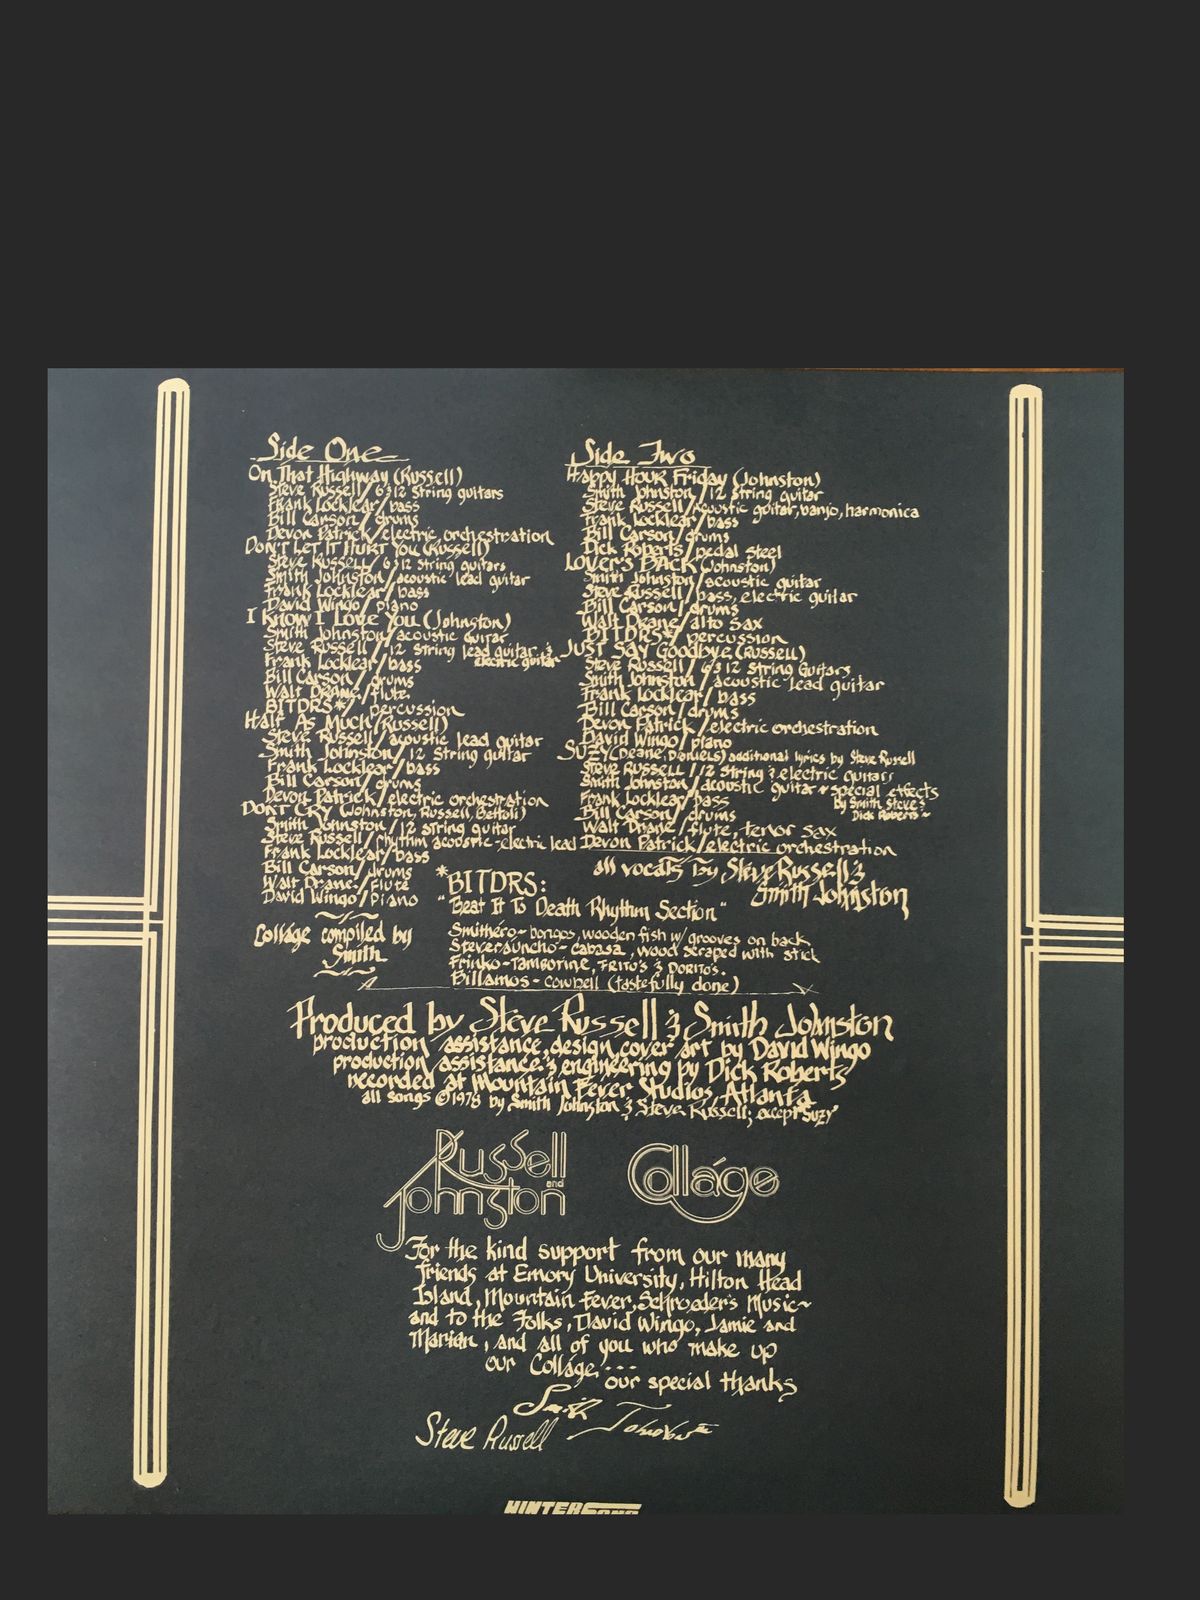 Side One
On That Highway (Russell)
Steve Russell / 6 & 12 String guitars
Frank Locklear / bass
Bill Carson / drums
Devon Patrick / electric orchestration
Don't Let It Hurt You (Russell)
Steve Russell / 6 & 12 string guitars
Smith Johnston / acoustic lead guitar
Frank Locklear / bass
David Wingo / piano
I Know I Love You (Johnston)
Smith Johnston / acoustic guitar
Steve Russell / 12 String lead guitar &
electric guitar
Frank Locklear / bass
Bill Carson / drums
Walt Drane / flute
BITDRS* / percussion
Half As Much (Russell)
Steve Russell / acoustic lead guitar
Smith Johnston / 12 String guitar
Frank Locklear / bass
Bill Carson / drums
Devon Patrick / electric orchestration
Don't Cry (Johnston, Russell, Bettoli)
Smith Johnston / 12 string guitar
Steve Russell / rhythm acoustic - electric lead
Frank Locklear / bass
Bill Carson / drums
Walt Drane / flute
David Wingo / piano
Collage compiled by
Smith
Side Two
Happy Hour Friday (Johnston)
Smith Johnston / 12 string guitar
Steve Russell / acoustic guitar, banjo, harmonica
Frank Locklear / bass
Bill Carson / drums
Dick Roberts / pedal steel
Lovers Back (Johnston)
Smith Johnston / acoustic guitar
Steve Russell / bass, electric guitar
Bill Carson / drums
Walt Drane / alto sax
BITDRS* / percussion
Just Say Goodbye (Russell)
Steve Russell / 6 & 12 String Guitars
Smith Johnston / acoustic lead guitar
Frank Locklear / bass
Bill Carson / drums
Devon Patrick / electric orchestration
David Wingo / piano
Suzy (Deane, Daniels) additional lyrics by Steve Russell
Steve Russell / 12 String & electric guitars
Smith Johnston / acoustic guitar & special effects
by Smith Steve &
Dick Roberts ~
Frank Locklear / bass
Bill Carson / drums
Walt Drane / flute, tenor sax
Devon Patrick / electric orchestration
all vocals by Steve Russell &
Smith Johnston
*BITDRS:
"Beat It To Death Rhythm Section"
Smithero - bongos, wooden fish w/ grooves on back
Steverauncho - cabasa, wood scraped with stick
Frinko - Tambourine, Frito's & Dorito's.
Billamos - cowbell (tastefully done)
Produced by Steve Russell & Smith Johnston
production assistance, design, cover art by David Wingo
production assistance & engineering by Dick Roberts
recorded at Mountain Fever Studios, Atlanta
all songs ©1978 by Smith Johnston & Steve Russell; accept "Suzy"
Russell
and
Johnston
Collage
For the kind support from our many
friends at Emory University, Hilton Head
Island, Mountain Fever, Schroeder's Music~
and to the Folks, David Wingo, Jamie and
Marian, and all of you who make up
our Collage...
our special thanks
Smith Johnston
Steve Russell
WINTERSONG